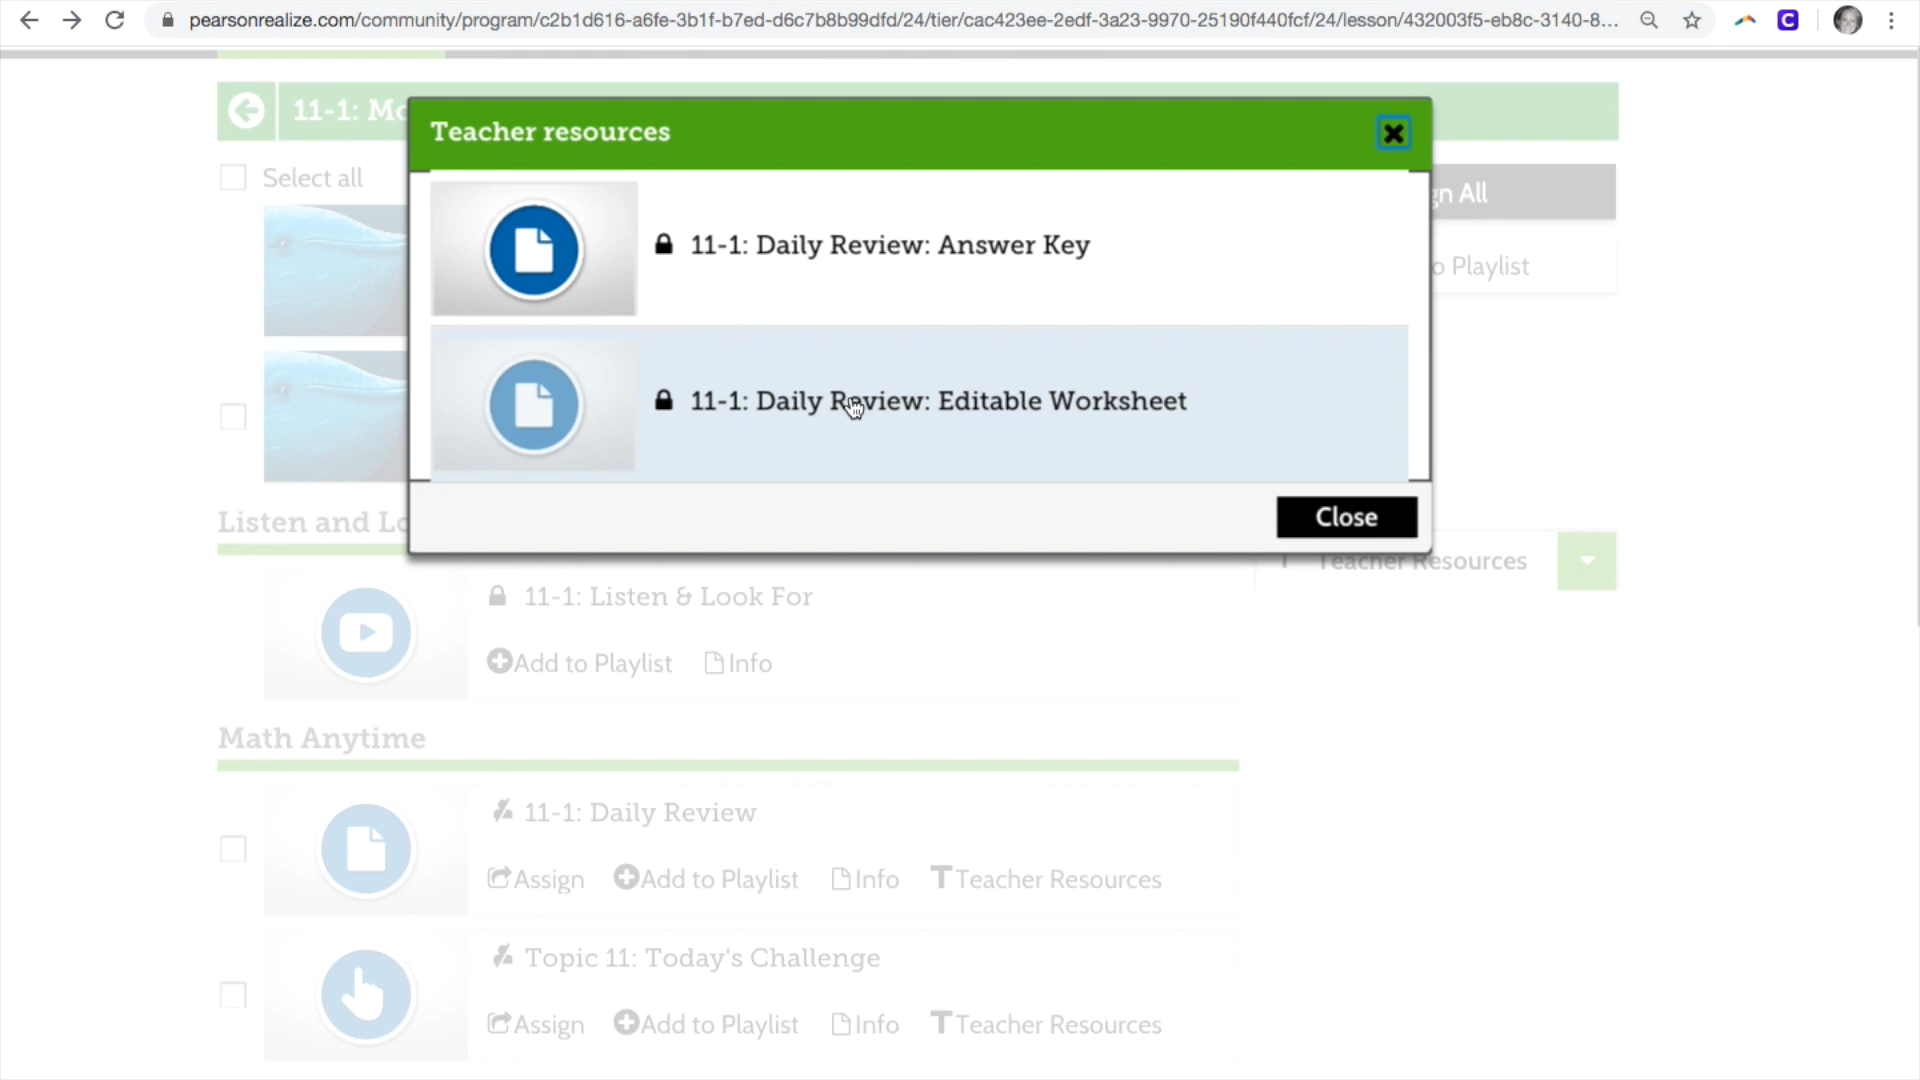 pearsonrealize.com/community/program/c2b1d616-a6fe-3b1f-b7ed-d6c7b8b99dfd/24/tier/cac423ee-2edf-3a23-9970-25190f440fcf/24/lesson/432003f5-eb8c-3140-8...
C
11-1: Mo
Teacher resources
Select all
gn All
11-1: Daily Review: Answer Key
o Playlist
11-1: Daily Review: Editable Worksheet
Close
Listen and Lo
T Teacher Resources
11-1: Listen & Look For
Add to Playlist Info
Math Anytime
11-1: Daily Review
Assign Add to Playlist Info T Teacher Resources
Topic 11: Today's Challenge
Assign Add to Playlist Info T Teacher Resources